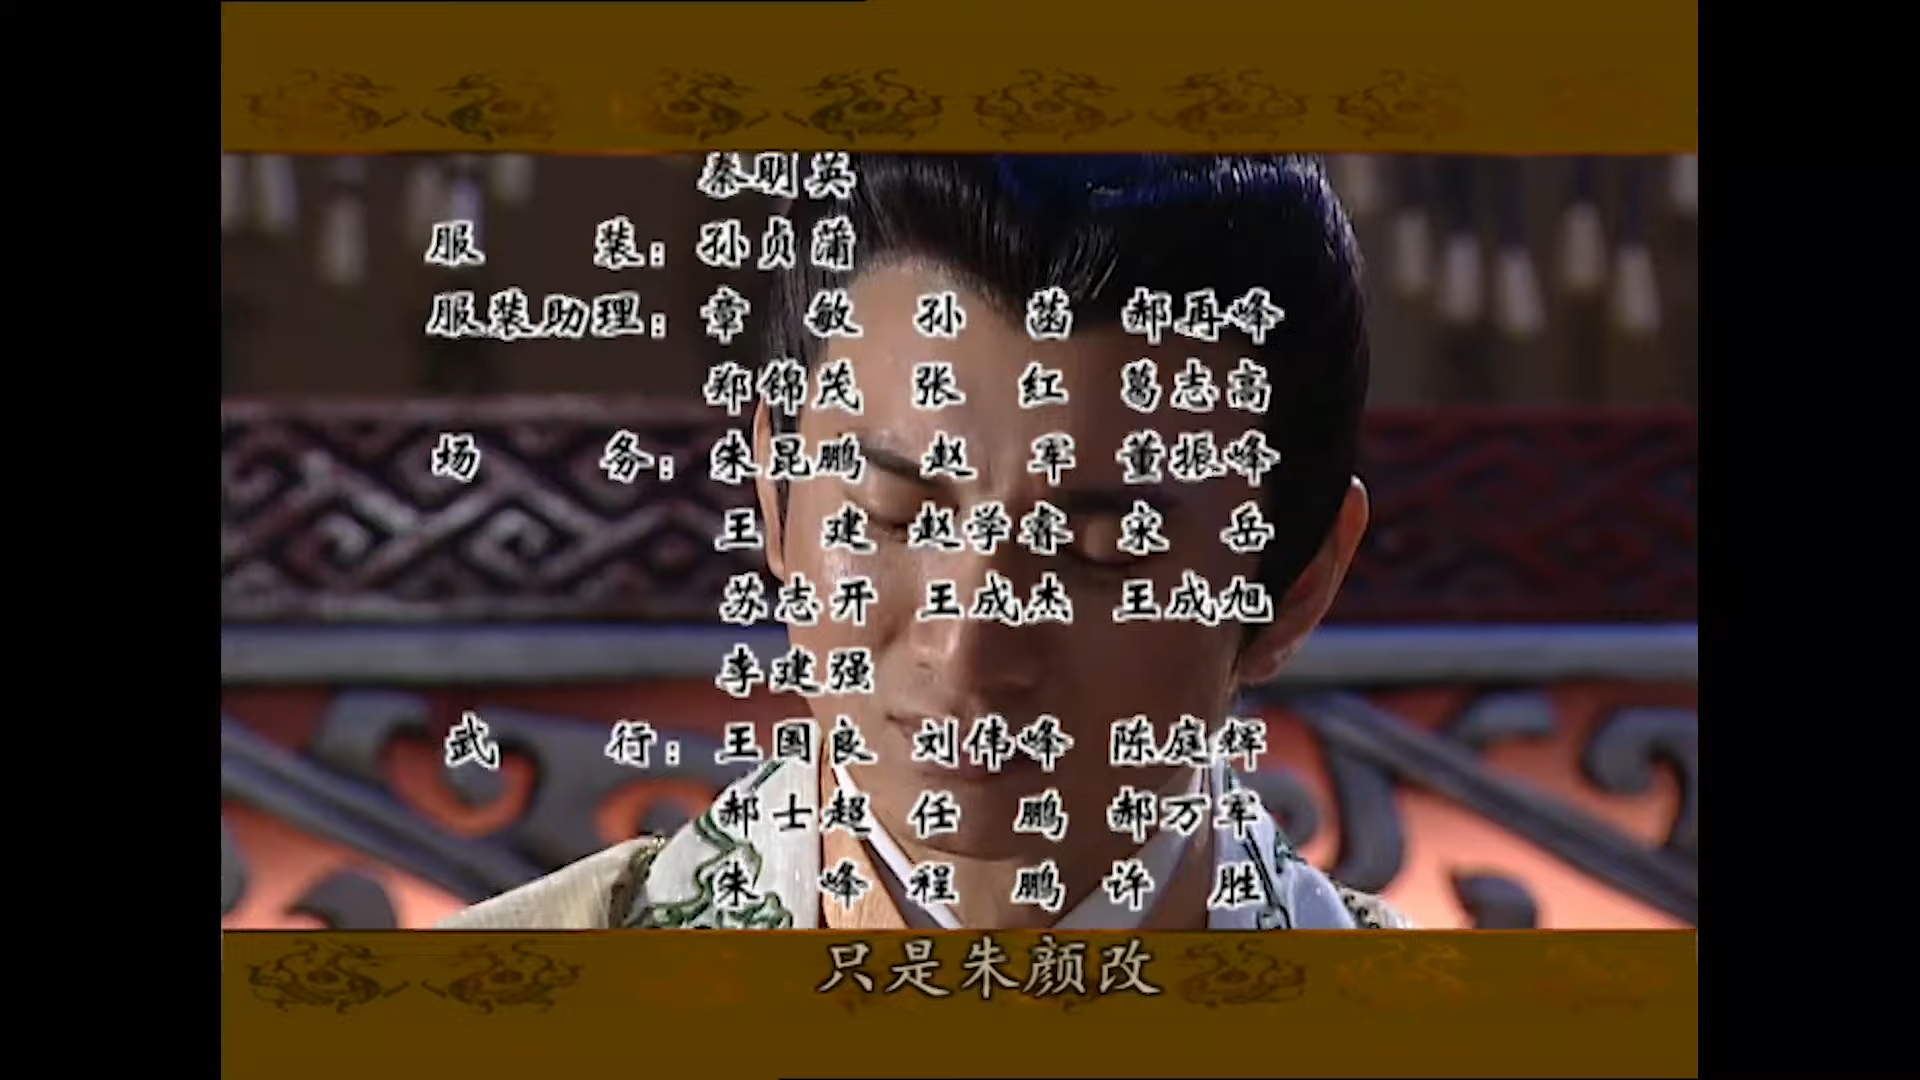 秦明英
服装：孙贞蒲
服装助理：章敏 孙菡 郝再峰
郑锦茂 张红 葛志高
场务：朱昆鹏 赵军 董振峰
王建 赵学睿 宋岳
苏志开 王成杰 王成旭
李建强
武行：王国良 刘伟峰 陈庭辉
郝士超 任鹏 郝万军
朱峰 程鹏 许胜
只是朱颜改